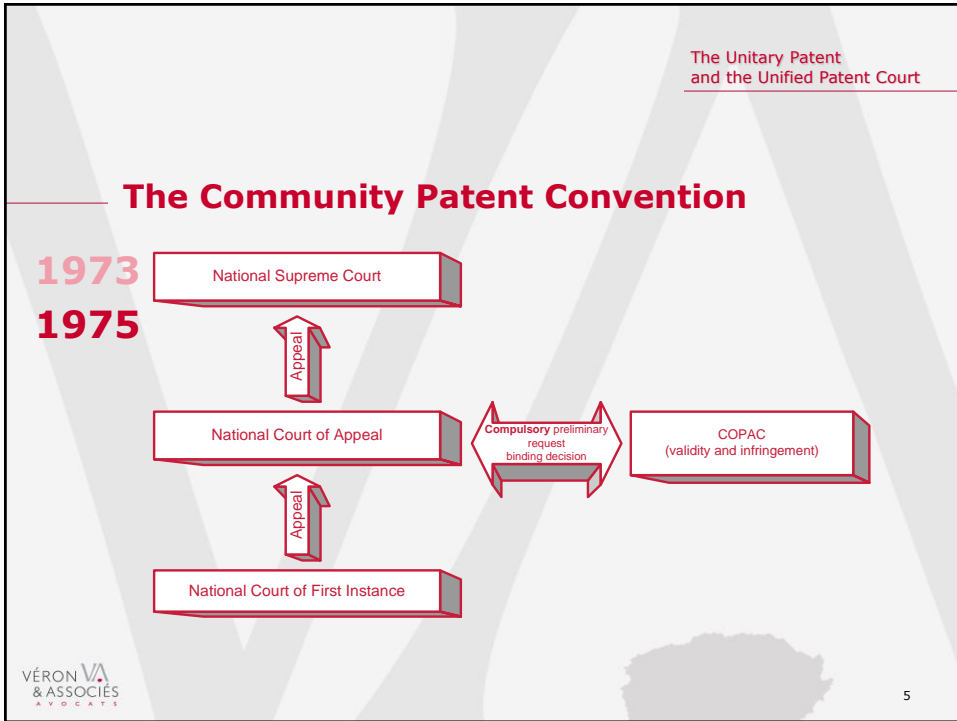 The Unitary Patent
and the Unified Patent Court
The Community Patent Convention
1973
1975
National Supreme Court
Appeal
National Court of Appeal
Compulsory preliminary
request
binding decision
COPAC
(validity and infringement)
Appeal
National Court of First Instance
VÉRON VA
& ASSOCIÉS
AVOCATS
5